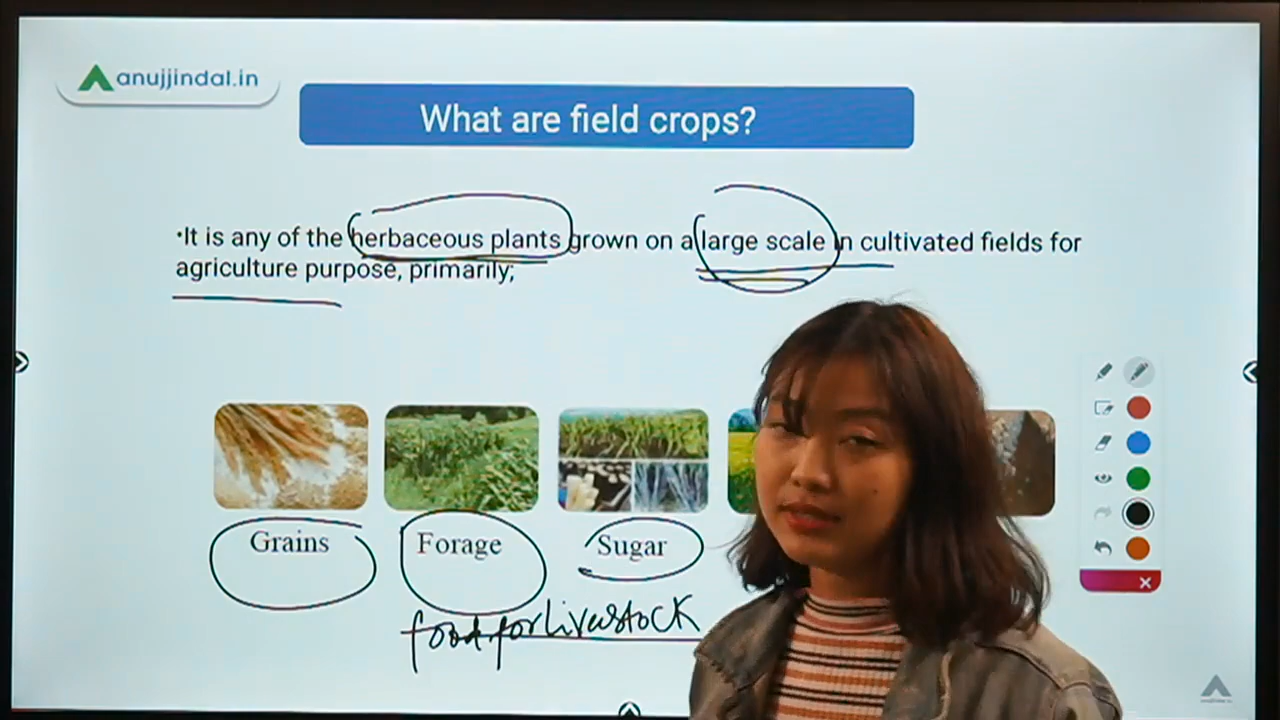 anujjindal.in
What are field crops?
•It is any of the herbaceous plants grown on a large scale in cultivated fields for
agriculture purpose, primarily;
Grains Forage Sugar
food for livestock